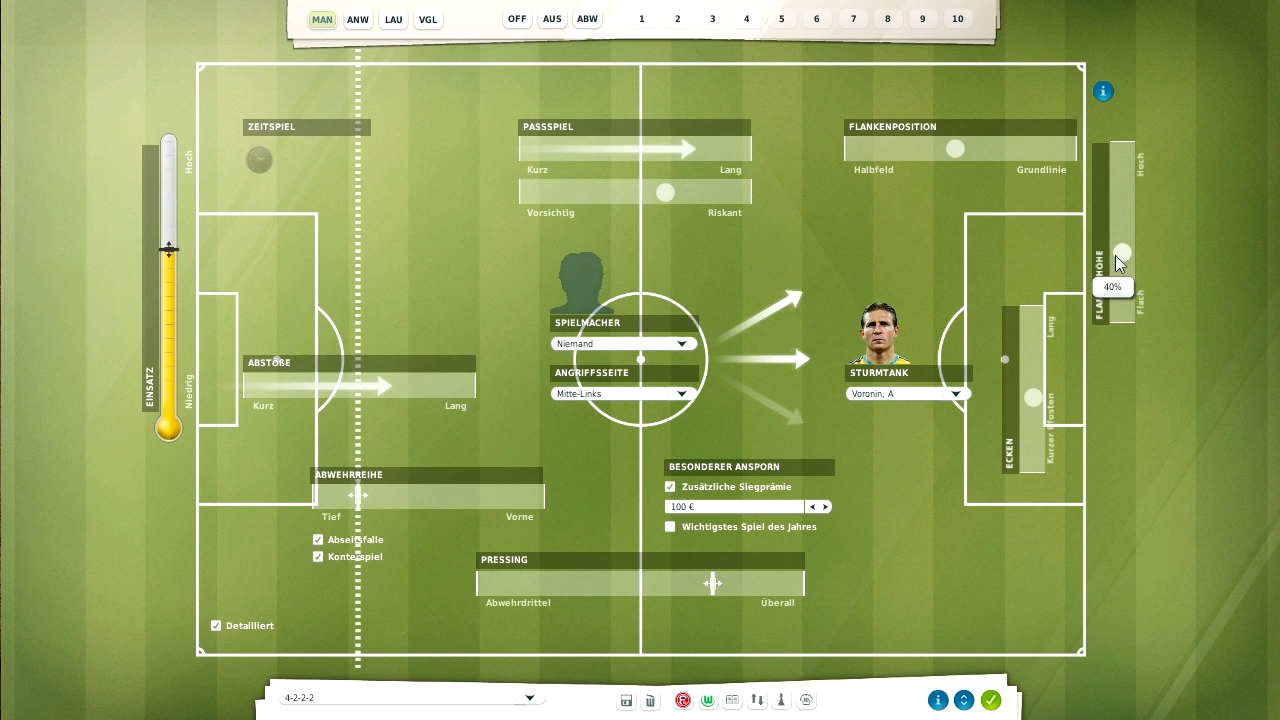 MAN ANW LAU VGL OFF AUS ABW 1 2 3 4 5 6 7 8 9 10
ZEITSPIEL
PASSSPIEL
Kurz Lang
Vorsichtig Riskant
FLANKENPOSITION
Halbfeld Grundlinie
Hoch
Niedrig
EINSATZ
Hoch
Flach
40%
SPIELMACHER
Niemand
ANGRIFFSSEITE
Mitte-Links
STURMTANK
Voronin, A
ABSTÖßE
Kurz Lang
Lang
Kurzer Pfosten
ECKEN
ABWEHRREIHE
Tief Vorne
Abseitsfalle
Konterspiel
BESONDERER ANSPORN
Zusätzliche Siegprämie
100 €
Wichtigstes Spiel des Jahres
PRESSING
Abwehrdrittel Überall
Detailliert
4-2-2-2